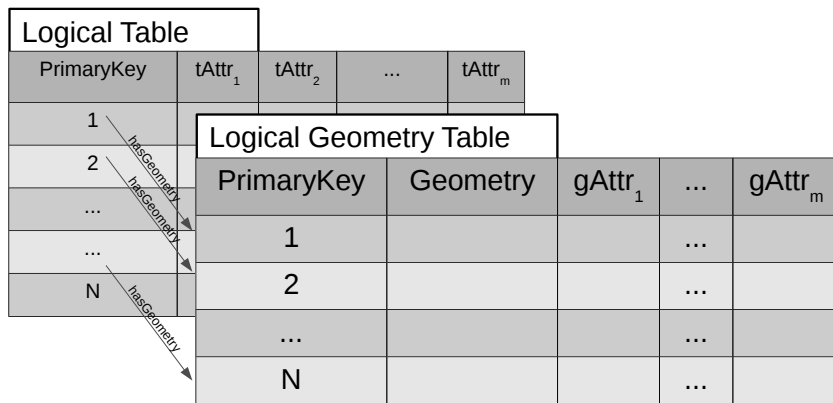 Logical Table
PrimaryKey tAttr1 tAttr2 ... tAttrm
1
2
...
...
N
hasGeometry
hasGeometry
hasGeometry
Logical Geometry Table
PrimaryKey Geometry gAttr1 ... gAttrm
1 ...
2 ...
... ...
N ...